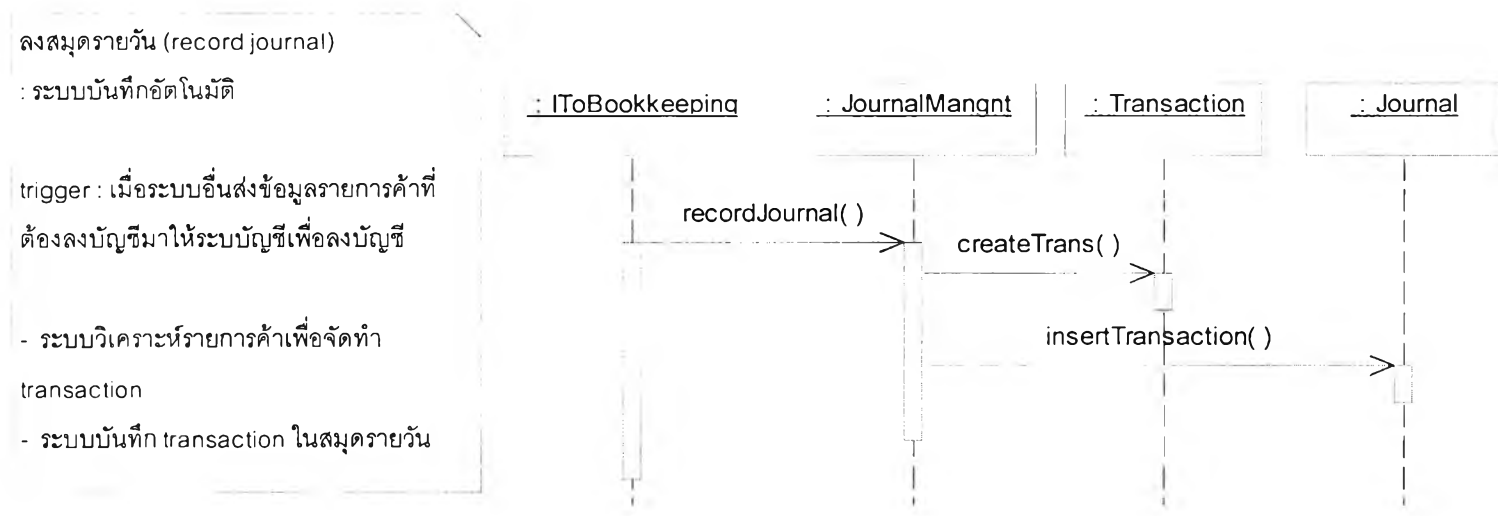 ลงสมุดรายวัน (record journal)
: ระบบบันทึกอัตโนมัติ
trigger : เมื่อระบบอื่นส่งข้อมูลรายการค้าที่
ต้องลงบัญชีมาให้ระบบัญชีเพื่อลงบัญชี
- ระบบวิเคราะห์รายการค้าเพื่อจัดทำ
transaction
- ระบบบันทึก transaction ในสมุดรายวัน
: IToBookkeeping
: JournalMangnt
: Transaction
: Journal
recordJournal( )
createTrans( )
insertTransaction( )